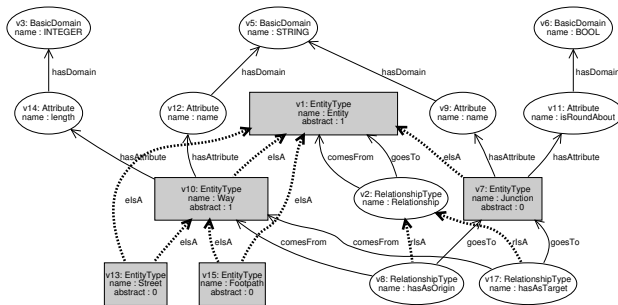 v3: BasicDomain
name : INTEGER
v5: BasicDomain
name : STRING
v6: BasicDomain
name : BOOL
hasDomain
hasDomain
hasDomain
hasDomain
v14: Attribute
name : length
v12: Attribute
name : name
v1: EntityType
name : Entity
abstract : 1
v9: Attribute
name : name
v11: Attribute
name : isRoundAbout
hasAttribute
hasAttribute
eIsA
comesFrom
goesTo
eIsA
hasAttribute
hasAttribute
eIsA
eIsA
v10: EntityType
name : Way
abstract : 1
v2: RelationshipType
name : Relationship
v7: EntityType
name : Junction
abstract : 0
eIsA
eIsA
comesFrom
comesFrom
rIsA
goesTo
rIsA
goesTo
v13: EntityType
name : Street
abstract : 0
v15: EntityType
name : Footpath
abstract : 0
v8: RelationshipType
name : hasAsOrigin
v17: RelationshipType
name : hasAsTarget